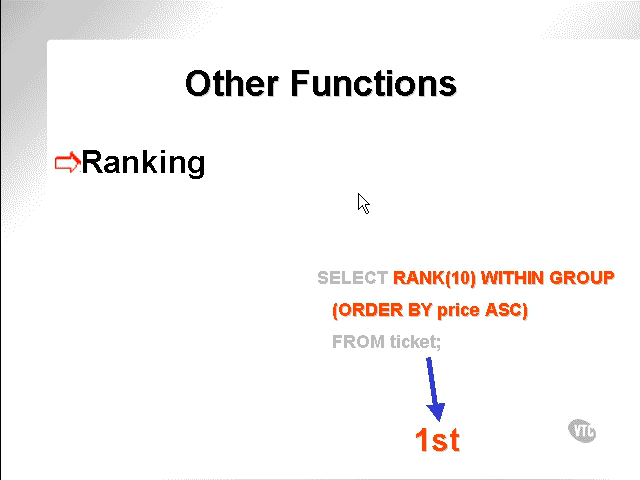 Other Functions
Ranking
SELECT RANK(10) WITHIN GROUP
(ORDER BY price ASC)
FROM ticket;
1st
VTC